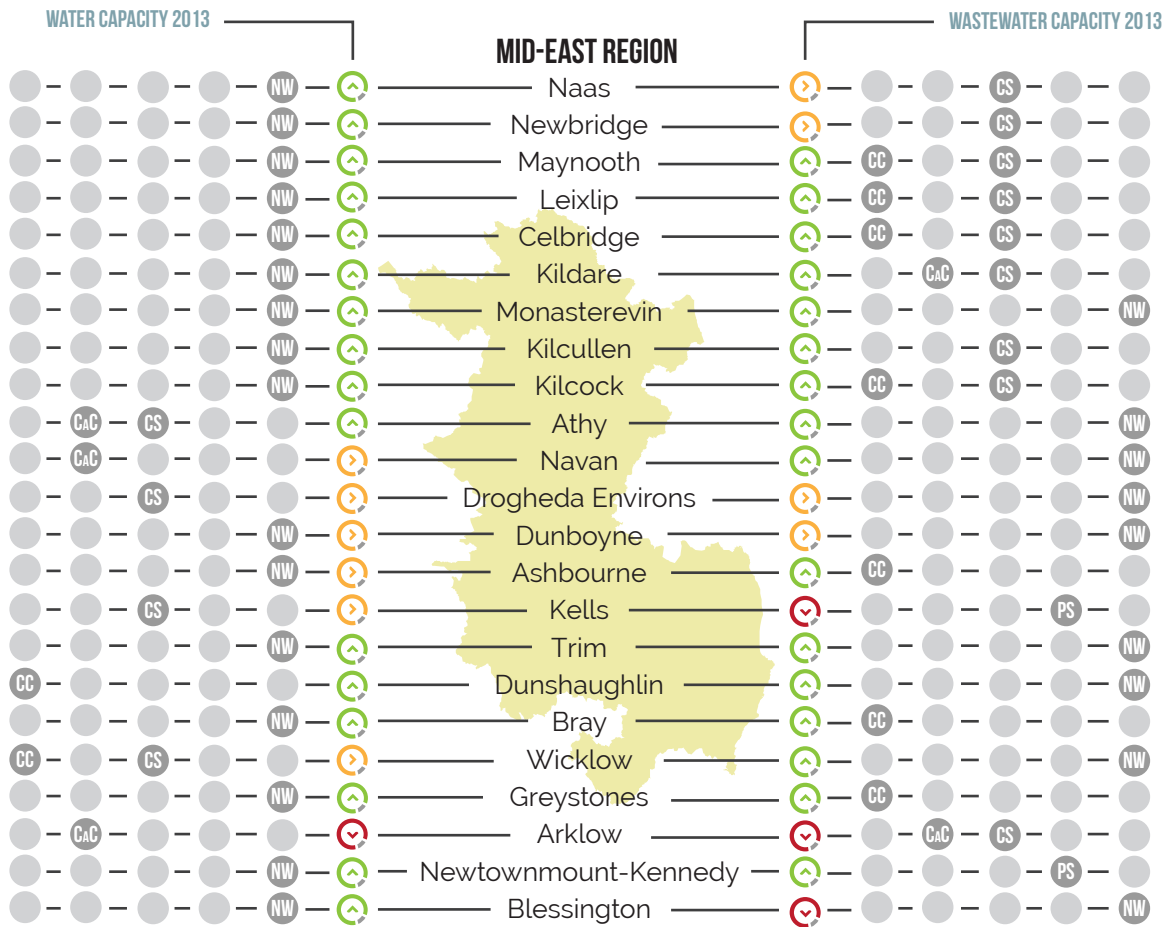 WATER CAPACITY 2013 WASTEWATER CAPACITY 2013
MID-EAST REGION
NW Naas CS
NW Newbridge CS
NW Maynooth CC CS
NW Leixlip CC CS
NW Celbridge CC CS
NW Kildare CAC CS
NW Monasterevin NW
NW Kilcullen CS
NW Kilcock CC CS
CAC CS Athy NW
CAC Navan NW
CS Drogheda Environs NW
NW Dunboyne NW
NW Ashbourne CC
CS Kells PS
NW Trim NW
CC Dunshaughlin NW
NW Bray CC
CC CS Wicklow NW
NW Greystones CC
CAC Arklow CAC CS
NW Newtownmount-Kennedy PS
NW Blessington NW